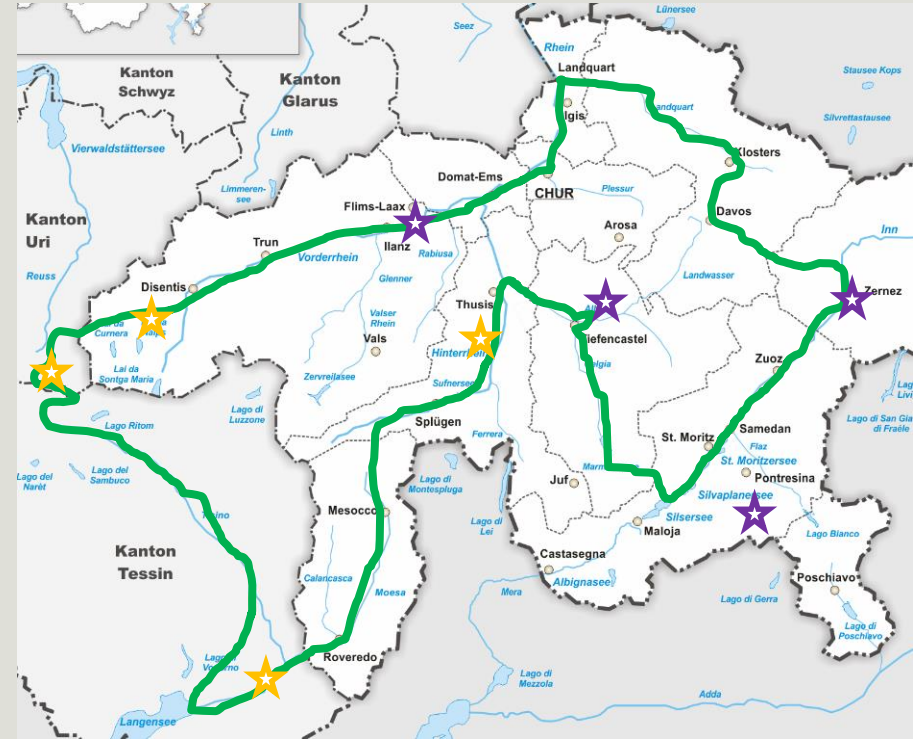 Lünersee
Seez
Rhein
Landquart
Kanton
Schwyz
Kanton
Glarus
Stausee Kops
Silvrettastausee
andquart
Igis
Linth
Vierwaldstättersee
Klosters
Domat-Ems
Limmeren-
see
CHUR
Plessur
Flims-Laax
Davos
Kanton
Uri
Arosa
Inn
Trun
Ilanz
Rabiusa
Vorderrhein
Reuss
Glenner
Landwasser
Disentis
Zernez
Thusis
Valser
Rhein
Curnera
Vals
iefencastel
Hinterrhein
Zuoz
Lai da
Sontga Maria
Zervreilasee
Sufnersee
Lago di
Luzzone
Splügen
Lago Ritom
Ferrera
St. Moritz
Samedan
Flaz
St. Moritzersee
Lago del
Narèt
Lago del
Sambuco
Lago di
Montespluga
Juf
Pontresina
Silvaplanersee
Mesocco
Silsersee
Lago di
Lei
Maloja
Lago Bianco
Kanton
Tessin
Castasegna
Calancasca
Moesa
Mera
Albignasee
Poschiavo
Lago di Gerra
Lago di
Poschiavo
Roveredo
Lago di
Mezzola
Adda
Langensee